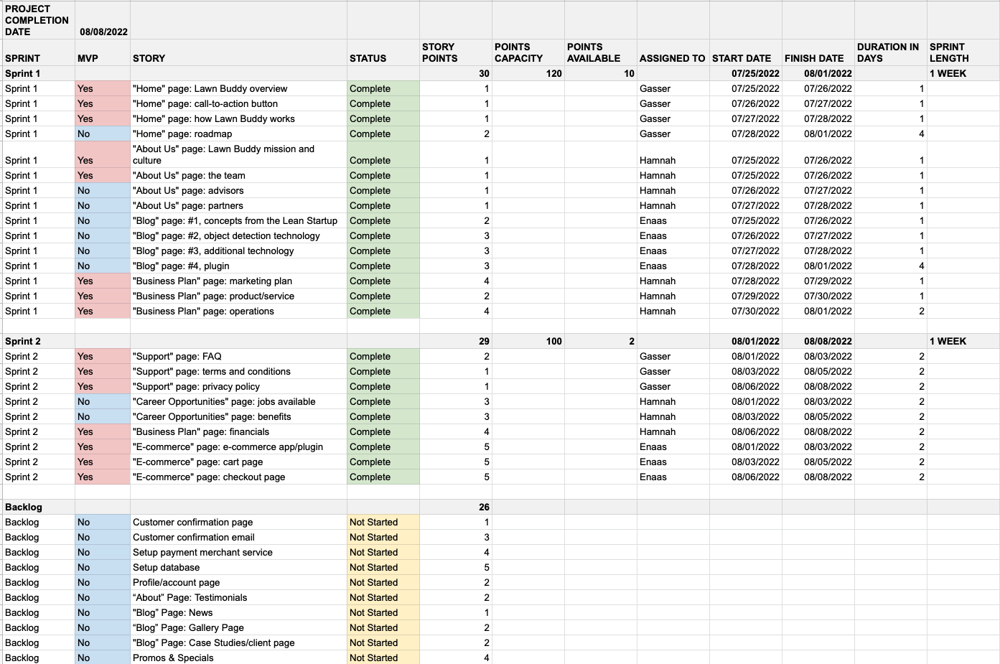 PROJECT COMPLETION DATE 08/08/2022
SPRINT MVP STORY STATUS STORY POINTS POINTS CAPACITY POINTS AVAILABLE ASSIGNED TO START DATE FINISH DATE DURATION IN DAYS SPRINT LENGTH
Sprint 1 30 120 10 07/25/2022 08/01/2022 1 WEEK
Sprint 1 Yes "Home" page: Lawn Buddy overview Complete 1 Gasser 07/25/2022 07/26/2022 1
Sprint 1 Yes "Home" page: call-to-action button Complete 1 Gasser 07/26/2022 07/27/2022 1
Sprint 1 Yes "Home" page: how Lawn Buddy works Complete 1 Gasser 07/27/2022 07/28/2022 1
Sprint 1 No "Home" page: roadmap Complete 2 Gasser 07/28/2022 08/01/2022 4
Sprint 1 Yes "About Us" page: Lawn Buddy mission and culture Complete 1 Hamnah 07/25/2022 07/26/2022 1
Sprint 1 Yes "About Us" page: the team Complete 1 Hamnah 07/25/2022 07/26/2022 1
Sprint 1 No "About Us" page: advisors Complete 1 Hamnah 07/26/2022 07/27/2022 1
Sprint 1 No "About Us" page: partners Complete 1 Hamnah 07/27/2022 07/28/2022 1
Sprint 1 No "Blog" page: #1, concepts from the Lean Startup Complete 2 Enaas 07/25/2022 07/26/2022 1
Sprint 1 No "Blog" page: #2, object detection technology Complete 3 Enaas 07/26/2022 07/27/2022 1
Sprint 1 No "Blog" page: #3, additional technology Complete 3 Enaas 07/27/2022 07/28/2022 1
Sprint 1 No "Blog" page: #4, plugin Complete 3 Enaas 07/28/2022 08/01/2022 4
Sprint 1 Yes "Business Plan" page: marketing plan Complete 4 Hamnah 07/28/2022 07/29/2022 1
Sprint 1 Yes "Business Plan" page: product/service Complete 2 Hamnah 07/29/2022 07/30/2022 1
Sprint 1 Yes "Business Plan" page: operations Complete 4 Hamnah 07/30/2022 08/01/2022 2
Sprint 2 29 100 2 08/01/2022 08/08/2022 1 WEEK
Sprint 2 Yes "Support" page: FAQ Complete 2 Gasser 08/01/2022 08/03/2022 2
Sprint 2 Yes "Support" page: terms and conditions Complete 1 Gasser 08/03/2022 08/05/2022 2
Sprint 2 Yes "Support" page: privacy policy Complete 1 Gasser 08/06/2022 08/08/2022 2
Sprint 2 No "Career Opportunities" page: jobs available Complete 3 Hamnah 08/01/2022 08/03/2022 2
Sprint 2 No "Career Opportunities" page: benefits Complete 3 Hamnah 08/03/2022 08/05/2022 2
Sprint 2 Yes "Business Plan" page: financials Complete 4 Hamnah 08/06/2022 08/08/2022 2
Sprint 2 Yes "E-commerce" page: e-commerce app/plugin Complete 5 Enaas 08/01/2022 08/03/2022 2
Sprint 2 Yes "E-commerce" page: cart page Complete 5 Enaas 08/03/2022 08/05/2022 2
Sprint 2 Yes "E-commerce" page: checkout page Complete 5 Enaas 08/06/2022 08/08/2022 2
Backlog 26
Backlog No Customer confirmation page Not Started 1
Backlog No Customer confirmation email Not Started 3
Backlog No Setup payment merchant service Not Started 4
Backlog No Setup database Not Started 5
Backlog No Profile/account page Not Started 2
Backlog No “About” Page: Testimonials Not Started 2
Backlog No "Blog” Page: News Not Started 1
Backlog No “Blog” Page: Gallery Page Not Started 2
Backlog No "Blog” Page: Case Studies/client page Not Started 2
Backlog No Promos & Specials Not Started 4